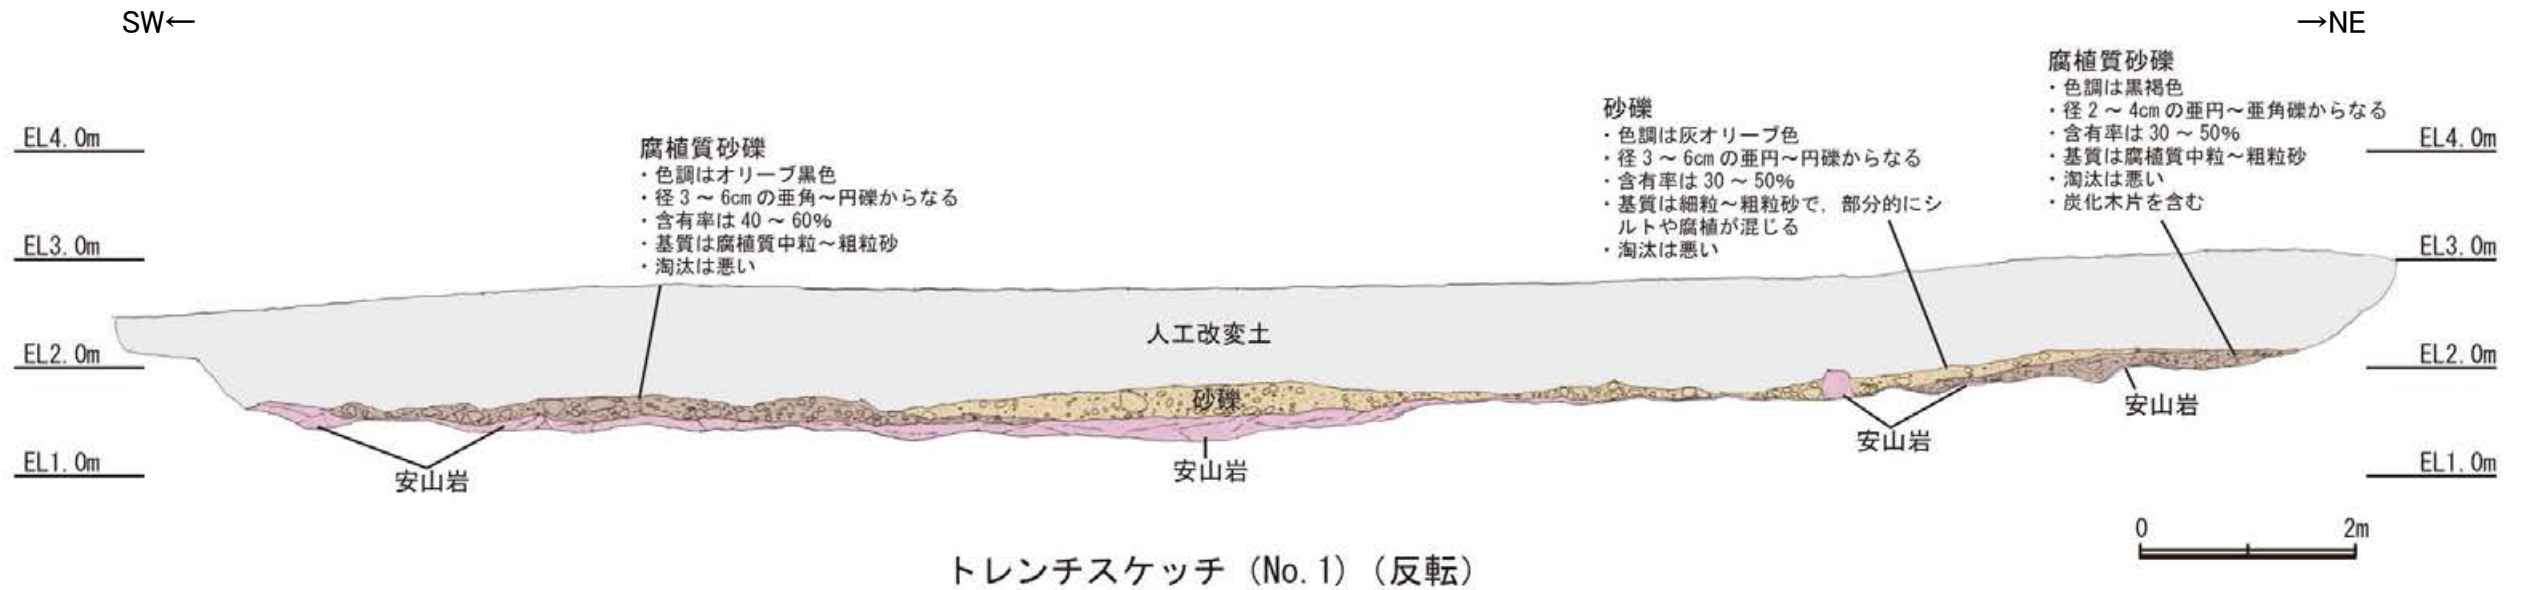 SW←
→NE
腐植質砂礫
・色調は黒褐色
・径 2 ~ 4cm の亜円~亜角礫からなる
・含有率は 30 ~ 50%
・基質は腐植質中粒~粗粒砂
・淘汰は悪い
・炭化木片を含む
砂礫
・色調は灰オリーブ色
・径 3 ~ 6cm の亜円~円礫からなる
・含有率は 30 ~ 50%
・基質は細粒~粗粒砂で,部分的にシ
ルトや腐植が混じる
・淘汰は悪い
腐植質砂礫
・色調はオリーブ黒色
・径 3 ~ 6cm の亜角~円礫からなる
・含有率は 40 ~ 60%
・基質は腐植質中粒~粗粒砂
・淘汰は悪い
EL4.0m
EL4.0m
EL3.0m
EL3.0m
人工改変土
EL2.0m
EL2.0m
砂礫
安山岩
安山岩
EL1.0m
安山岩
安山岩
EL1.0m
0 2m
トレンチスケッチ(No.1)(反転)